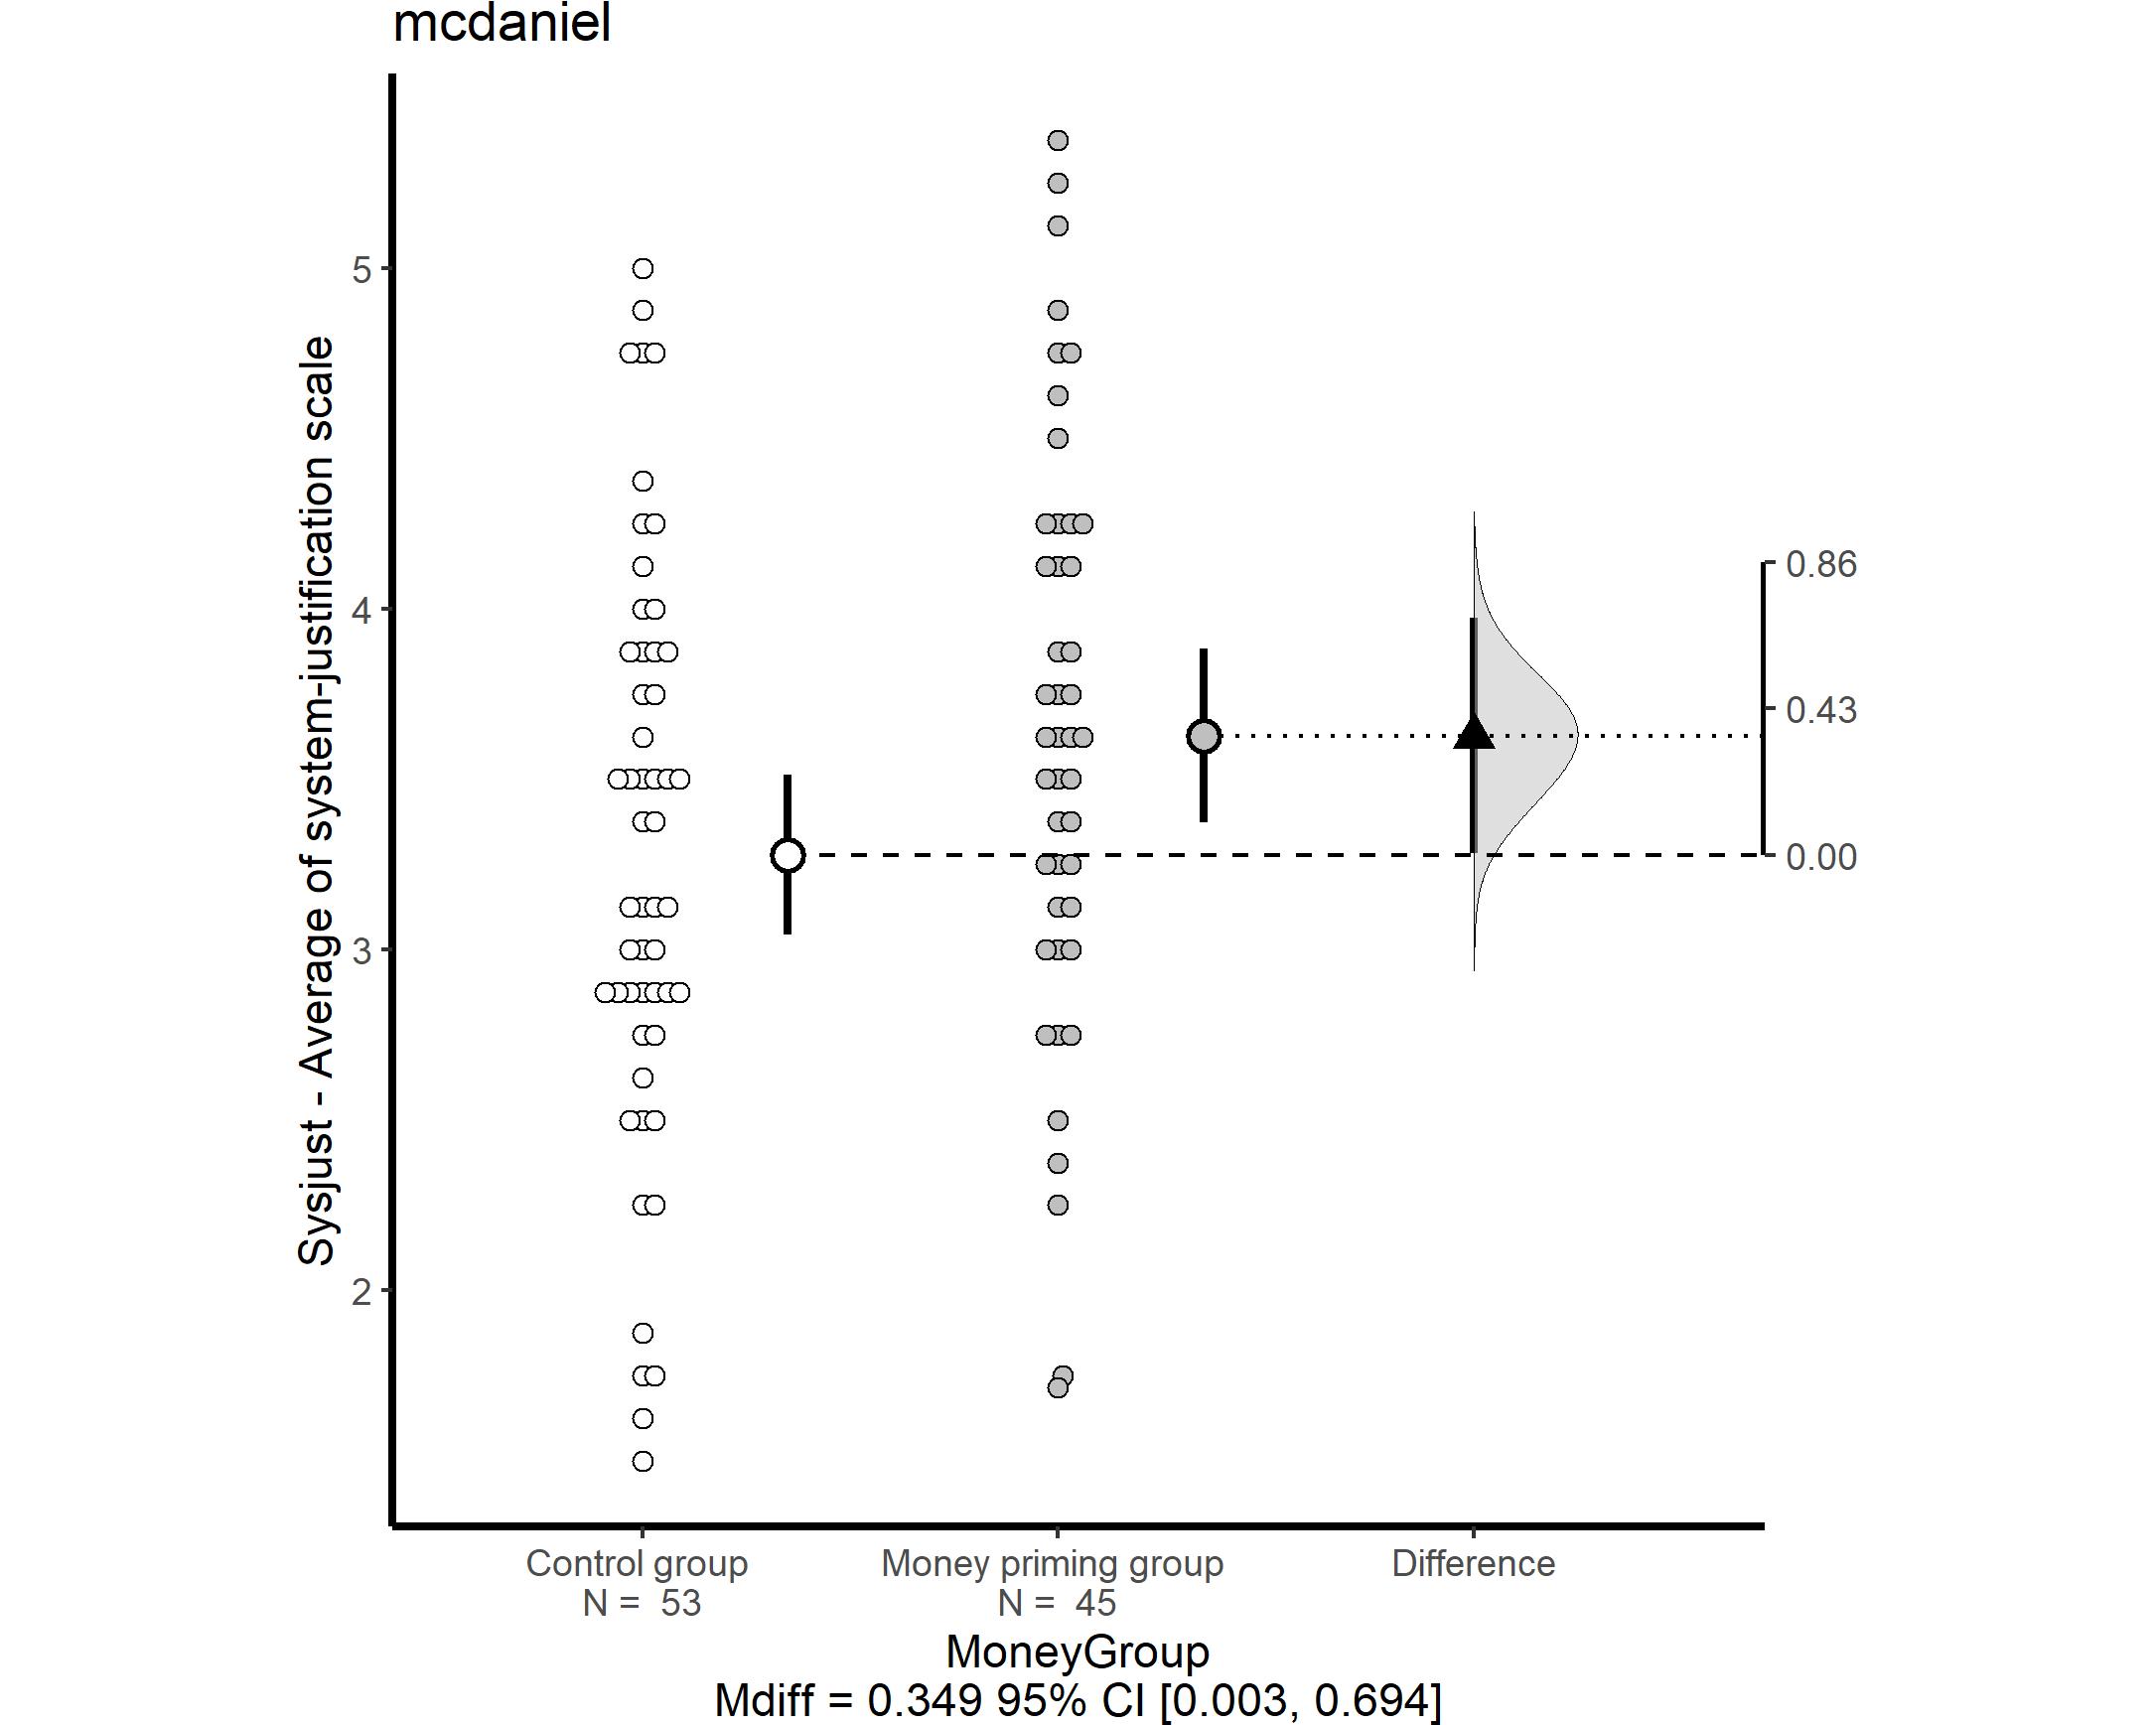 mcdaniel
Sysjust - Average of system-justification scale
5
4
3
2
0.86
0.43
0.00
Control group
N =  53
Money priming group
N =  45
Difference
MoneyGroup
Mdiff = 0.349 95% CI [0.003, 0.694]